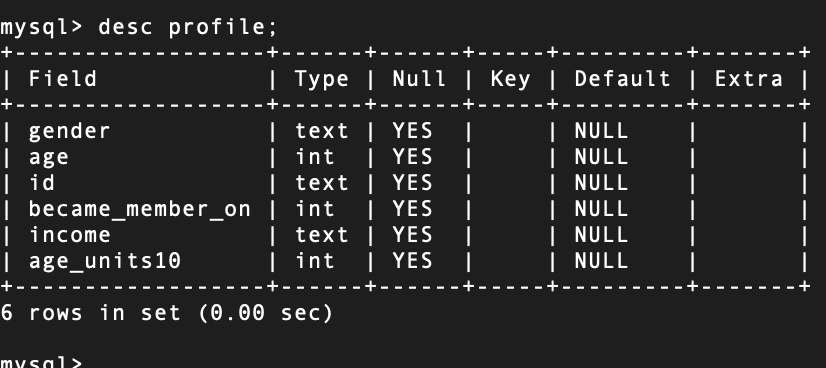 mysql> desc profile;
+------------------+------+------+-----+---------+-------+
| Field            | Type | Null | Key | Default | Extra |
+------------------+------+------+-----+---------+-------+
| gender           | text | YES  |     | NULL    |       |
| age              | int  | YES  |     | NULL    |       |
| id               | text | YES  |     | NULL    |       |
| became_member_on | int  | YES  |     | NULL    |       |
| income           | text | YES  |     | NULL    |       |
| age_units10      | int  | YES  |     | NULL    |       |
+------------------+------+------+-----+---------+-------+
6 rows in set (0.00 sec)
mysql>